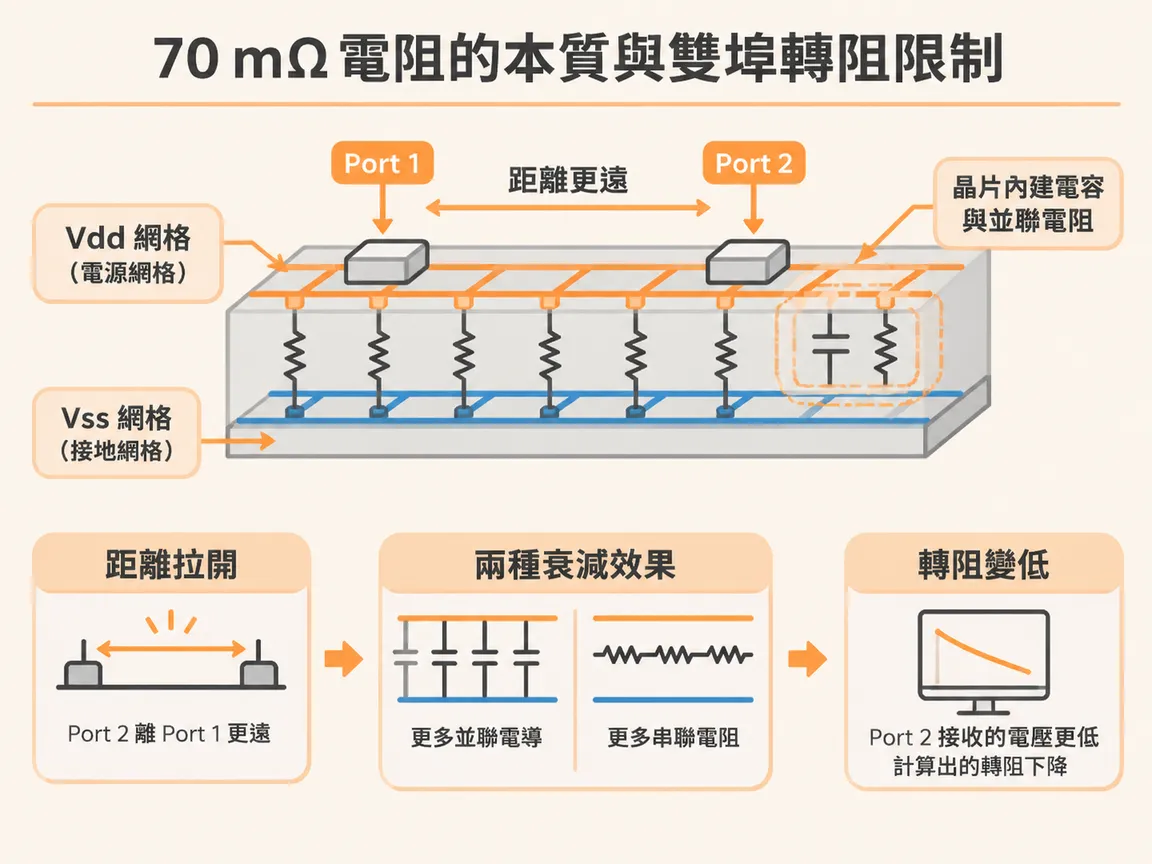 70 mΩ 電阻的本質與雙埠轉阻限制
Port 1
距離更遠
Port 2
晶片內建電容
與並聯電阻
Vdd 網格
（電源網格）
Vss 網格
（接地網格）
距離拉開
Port 2 離 Port 1 更遠
兩種衰減效果
更多並聯電導
更多串聯電阻
轉阻變低
Port 2 接收的電壓更低
計算出的轉阻下降